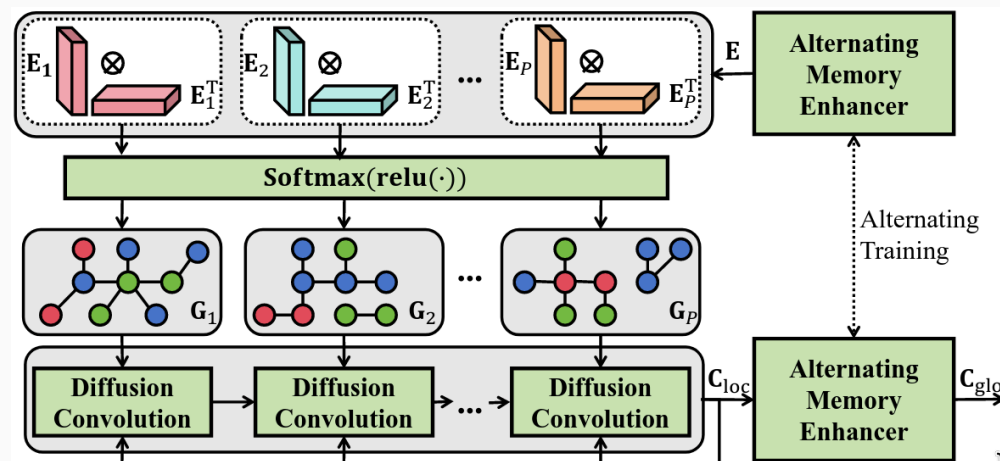 E₁ ⊗ E₁ᵀ
E₂ ⊗ E₂ᵀ
...
E_P ⊗ E_Pᵀ
E
Alternating
Memory
Enhancer
Softmax(relu(·))
Alternating
Training
G₁
G₂
...
G_P
Diffusion
Convolution
Diffusion
Convolution
...
Diffusion
Convolution
C_loc
Alternating
Memory
Enhancer
C_glo